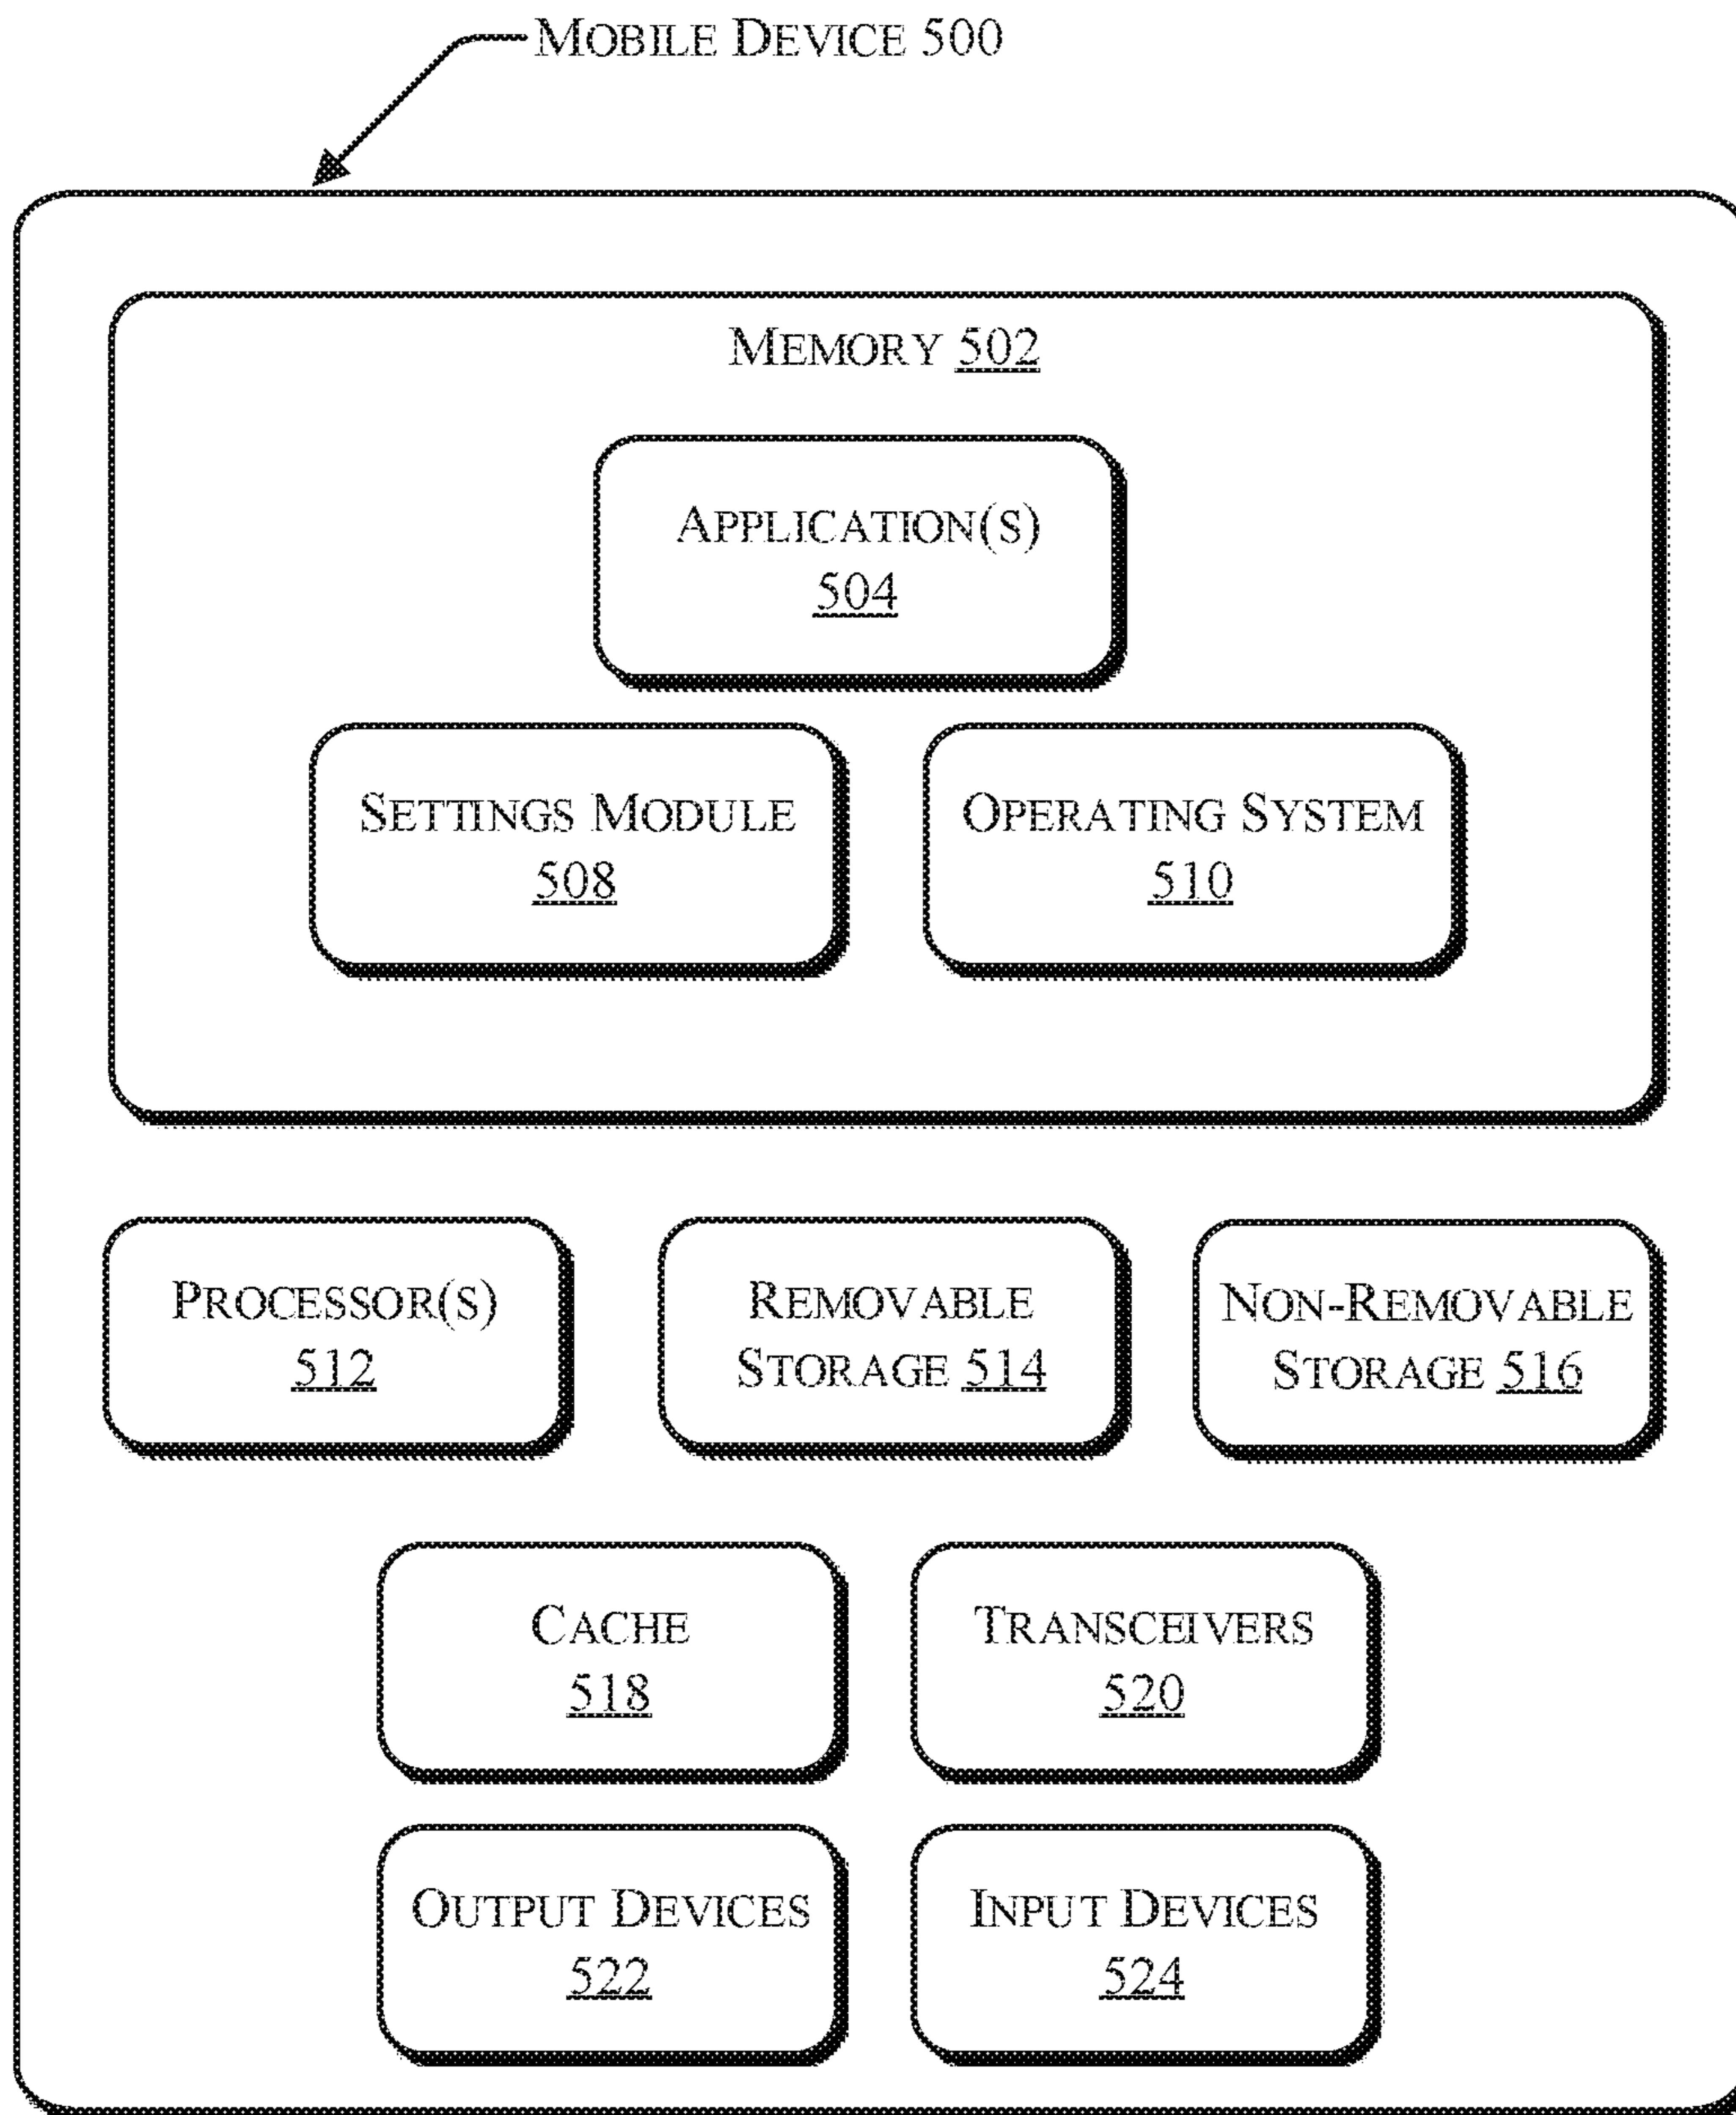 MOBILE DEVICE 500
MEMORY 502
APPLICATION(S)
504
SETTINGS MODULE
508
OPERATING SYSTEM
510
PROCESSOR(S)
512
REMOVABLE
STORAGE 514
NON-REMOVABLE
STORAGE 516
CACHE
518
TRANSCEIVERS
520
OUTPUT DEVICES
522
INPUT DEVICES
524